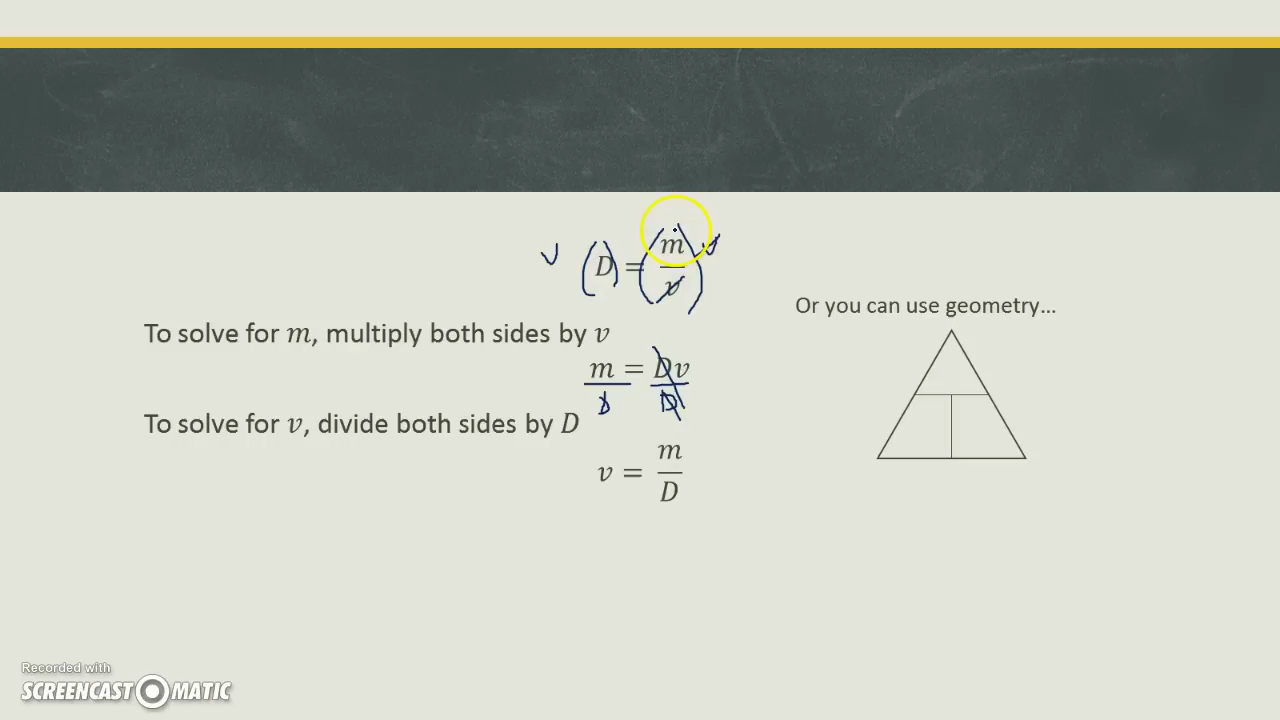 v (D) = (m/v) v
Or you can use geometry...
To solve for m, multiply both sides by v
m = Dv
D D
To solve for v, divide both sides by D
v = m/D
Recorded with
SCREENCAST O MATIC